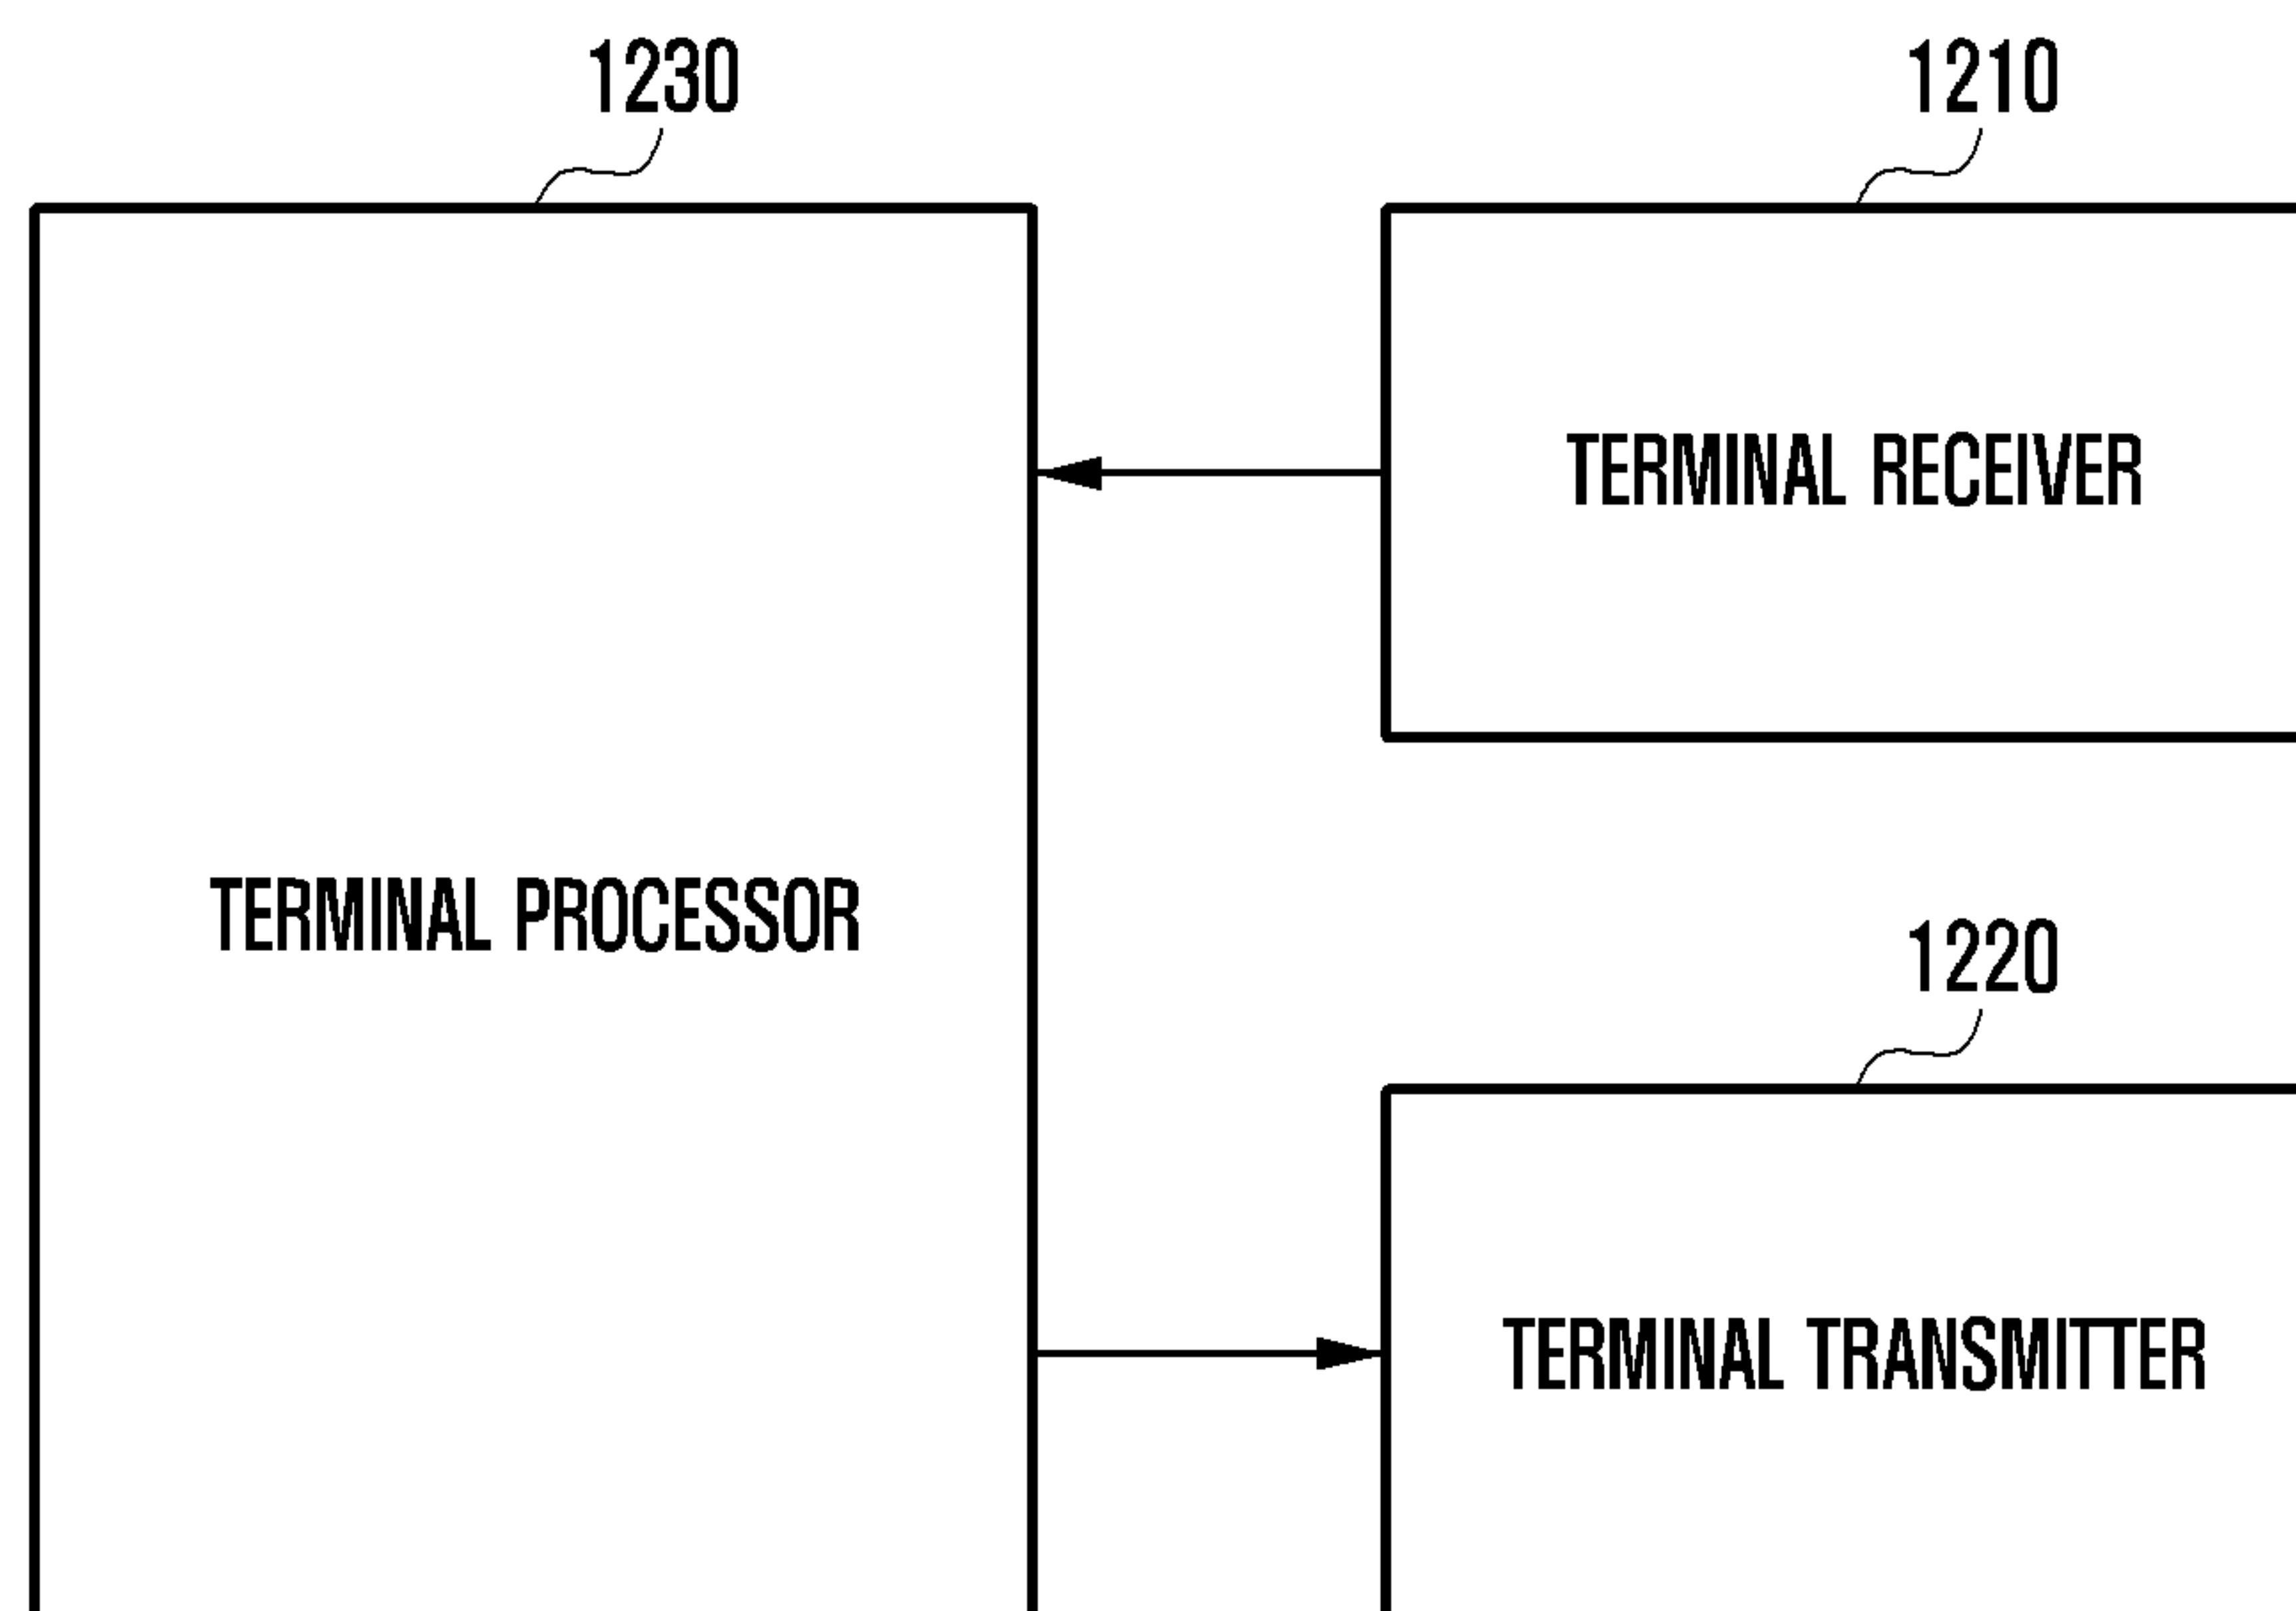 1230
1210
TERMINAL RECEIVER
TERMINAL PROCESSOR
1220
TERMINAL TRANSMITTER